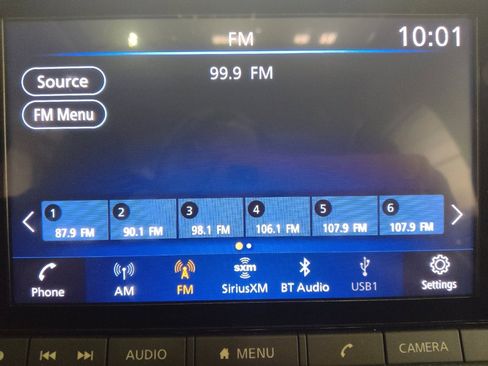 FM 10:01
Source 99.9 FM
FM Menu
1 2 3 4 5 6
87.9 FM 90.1 FM 98.1 FM 106.1 FM 107.9 FM 107.9 FM
sxm
Phone AM FM SiriusXM BT Audio USB1 Settings
AUDIO MENU CAMERA